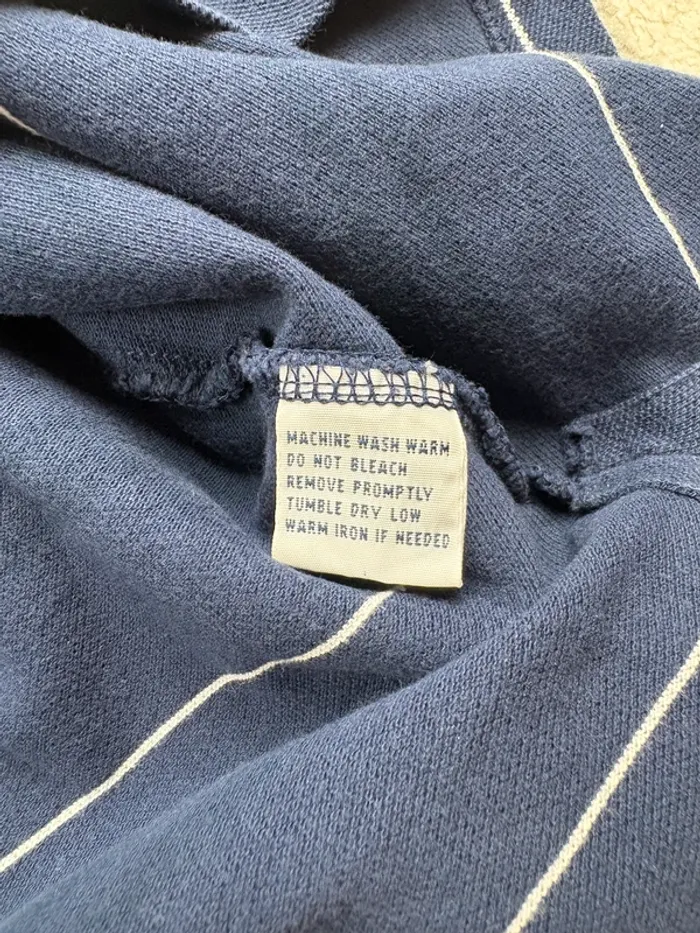 MACHINE WASH WARM
DO NOT BLEACH
REMOVE PROMPTLY
TUMBLE DRY LOW
WARM IRON IF NEEDED